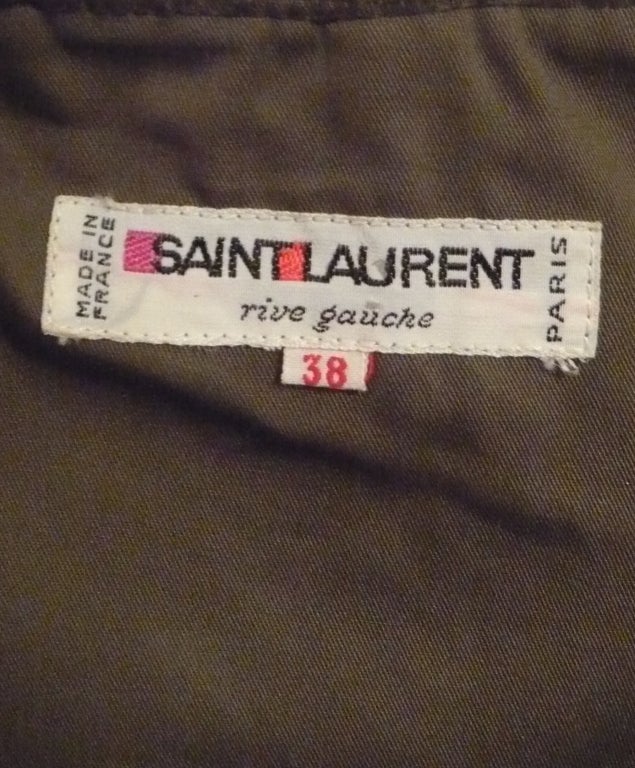 MADE IN
FRANCE
SAINT LAURENT
rive gauche
PARIS
38